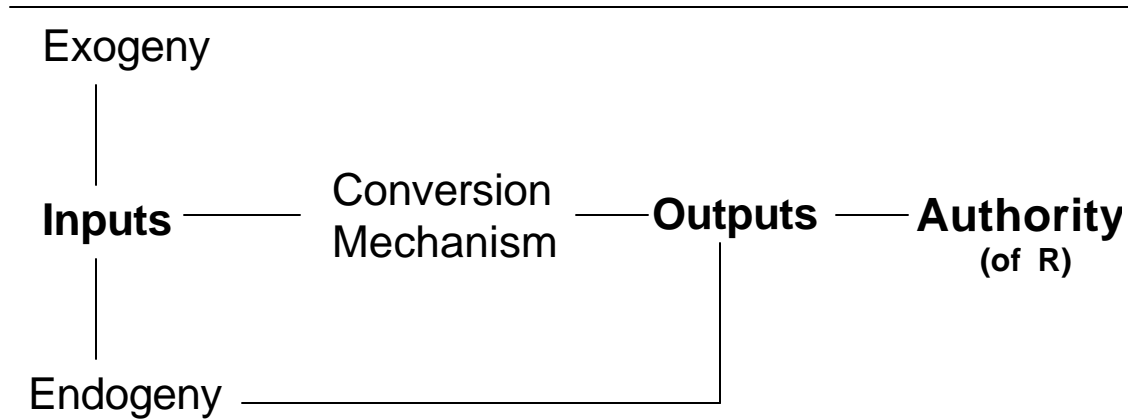 Exogeny
Inputs
Conversion
Mechanism
Outputs
Authority
(of R)
Endogeny